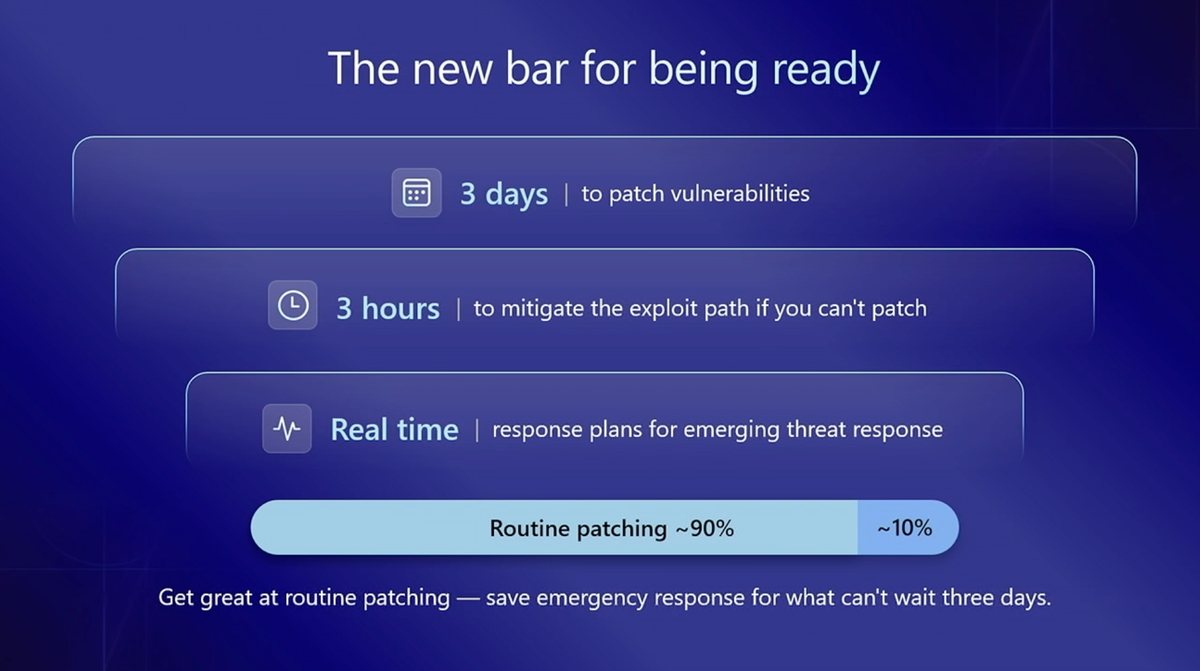 The new bar for being ready
3 days | to patch vulnerabilities
3 hours | to mitigate the exploit path if you can't patch
Real time | response plans for emerging threat response
Routine patching ~90% ~10%
Get great at routine patching — save emergency response for what can't wait three days.